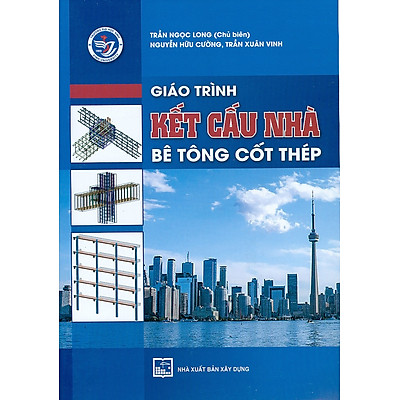 TRẦN NGỌC LONG (Chủ biên)
NGUYỄN HỮU CƯỜNG, TRẦN XUÂN VINH
GIÁO TRÌNH
KẾT CẤU NHÀ
BÊ TÔNG CỐT THÉP
NHÀ XUẤT BẢN XÂY DỰNG